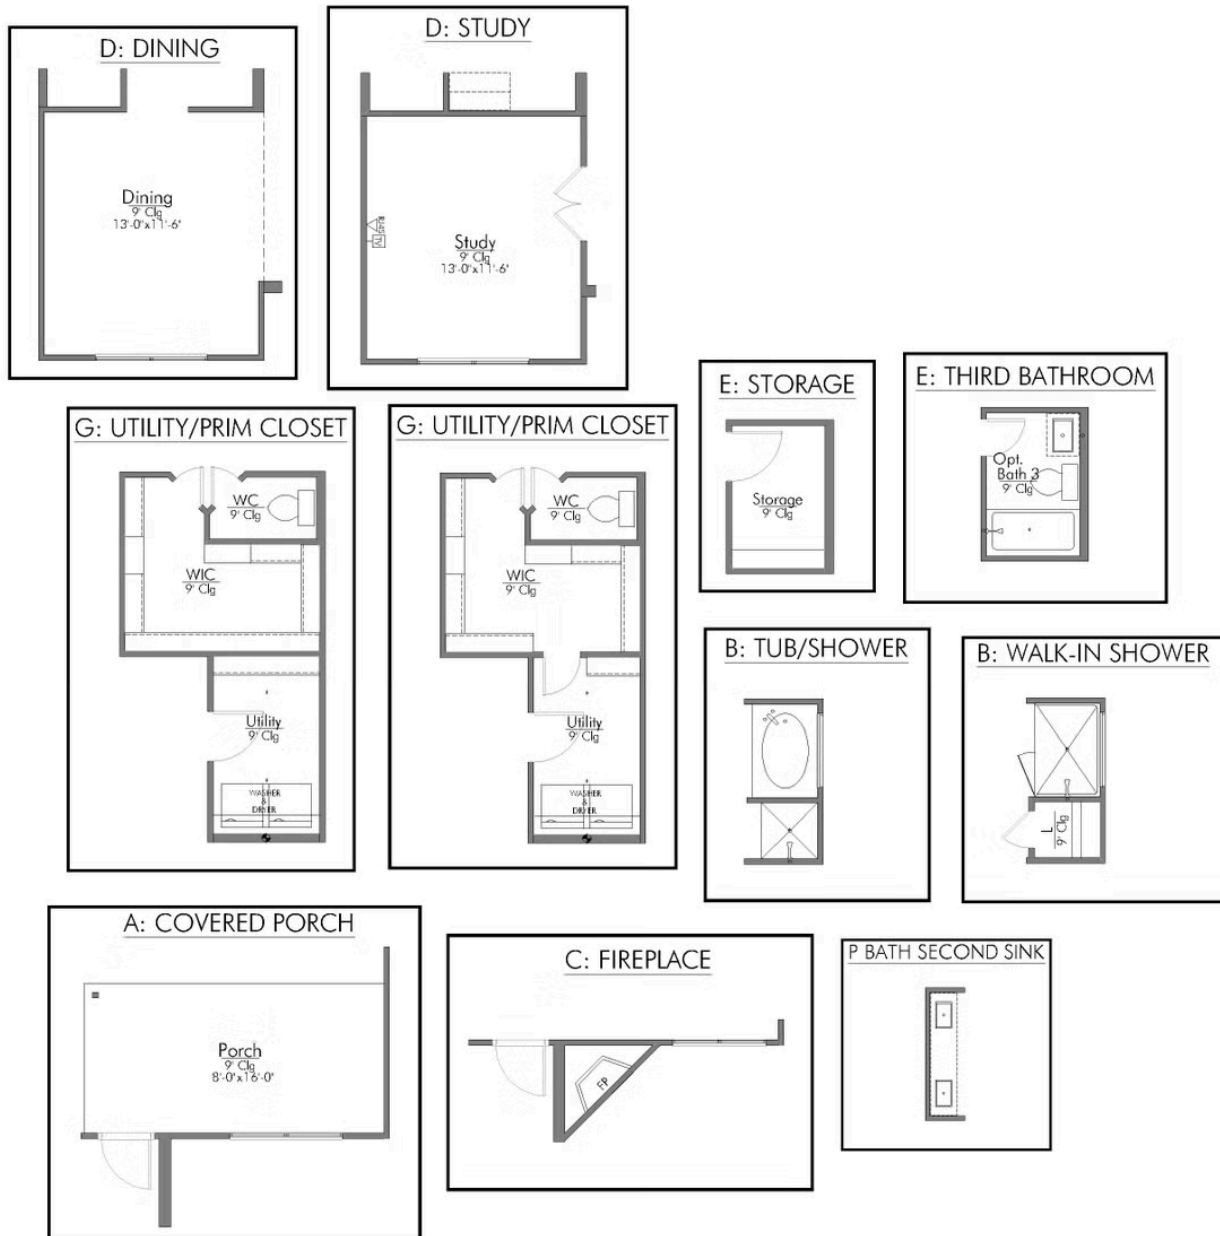 D: DINING
Dining
9' Clg
13'-0"x11'-6"
D: STUDY
RJ45
TV
Study
9' Clg
13'-0"x11'-6"
G: UTILITY/PRIM CLOSET
WC
9' Clg
WIC
9' Clg
Utility
9' Clg
WASHER
&
DRYER
G: UTILITY/PRIM CLOSET
WC
9' Clg
WIC
9' Clg
Utility
9' Clg
WASHER
&
DRYER
E: STORAGE
Storage
9' Clg
E: THIRD BATHROOM
Opt.
Bath 3
9' Clg
B: TUB/SHOWER
B: WALK-IN SHOWER
L
9' Clg
A: COVERED PORCH
Porch
9' Clg
8'-0"x16'-0"
C: FIREPLACE
FP
P BATH SECOND SINK